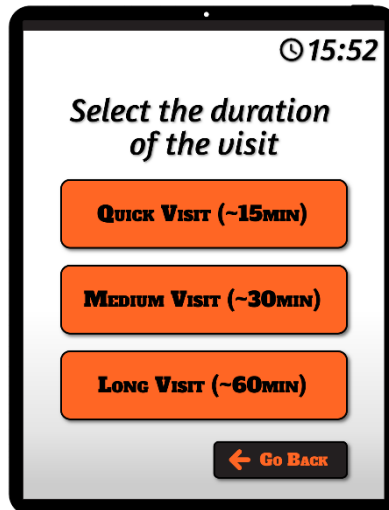 15:52
Select the duration
of the visit
Quick Visit (~15min)
Medium Visit (~30min)
Long Visit (~60min)
Go Back